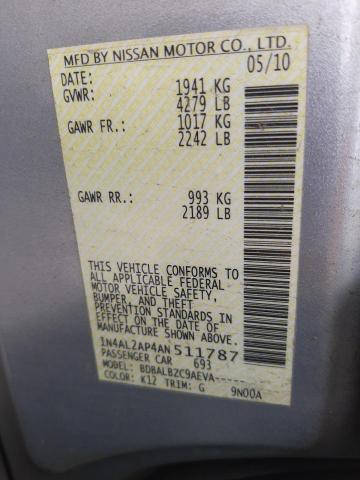 MFD BY NISSAN MOTOR CO., LTD.
DATE: 05/10
GVWR: 1941 KG
4279 LB
GAWR FR.: 1017 KG
2242 LB
GAWR RR.: 993 KG
2189 LB
THIS VEHICLE CONFORMS TO
ALL APPLICABLE FEDERAL
MOTOR VEHICLE SAFETY,
BUMPER, AND THEFT
PREVENTION STANDARDS IN
EFFECT ON THE DATE OF
MANUFACTURE SHOWN ABOVE.
1N4AL2AP4AN511787
PASSENGER CAR 693
MODEL: BDBALBZC9AEVA------
COLOR: K12 TRIM: G 9N00A